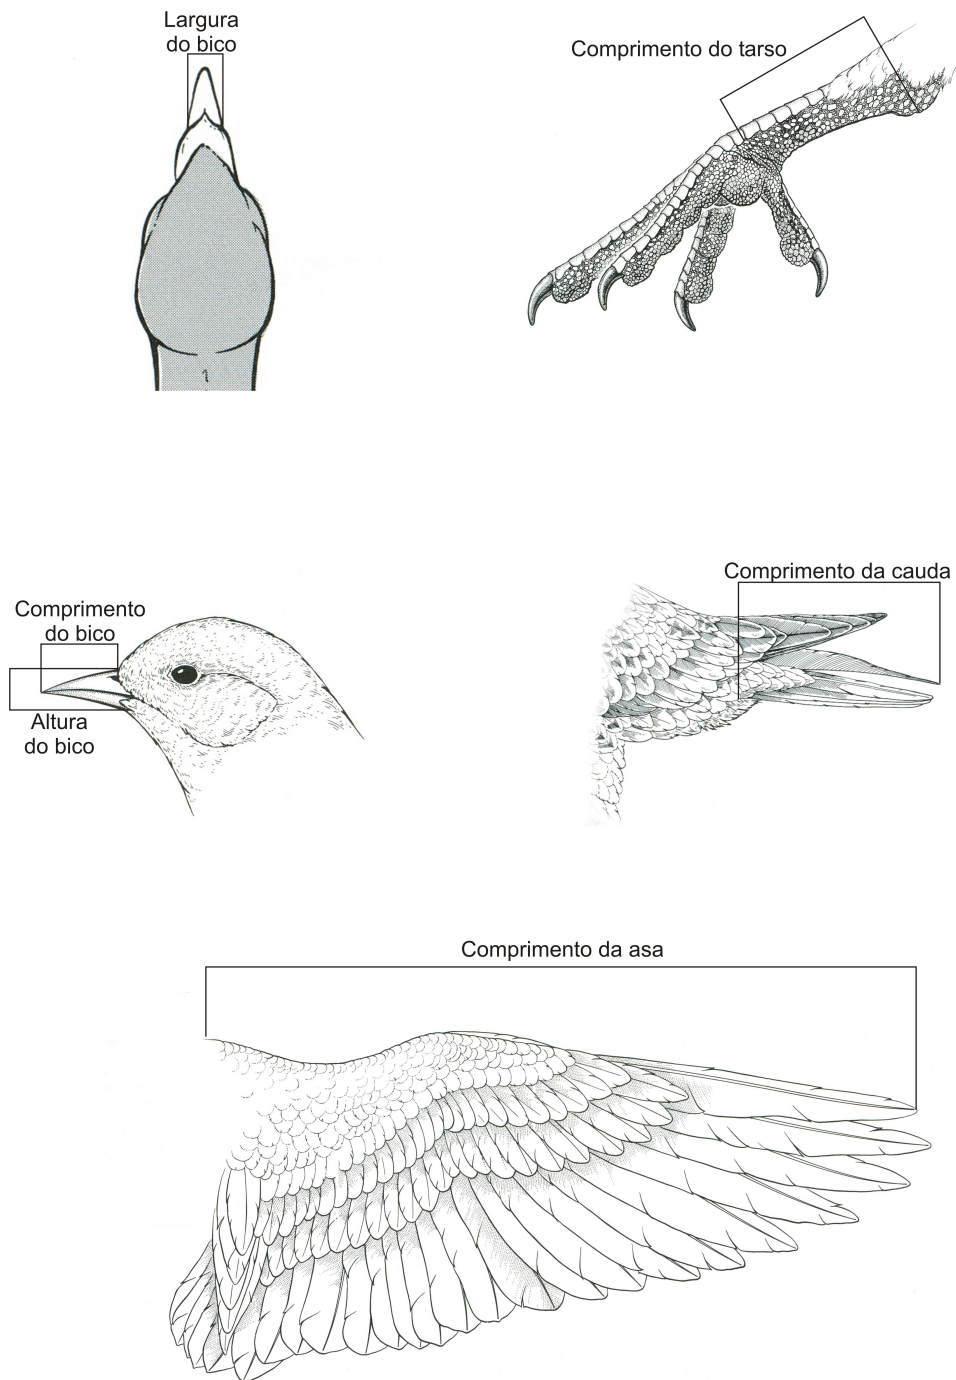 Largura
do bico
Comprimento do tarso
Comprimento da cauda
Comprimento
do bico
Altura
do bico
Comprimento da asa